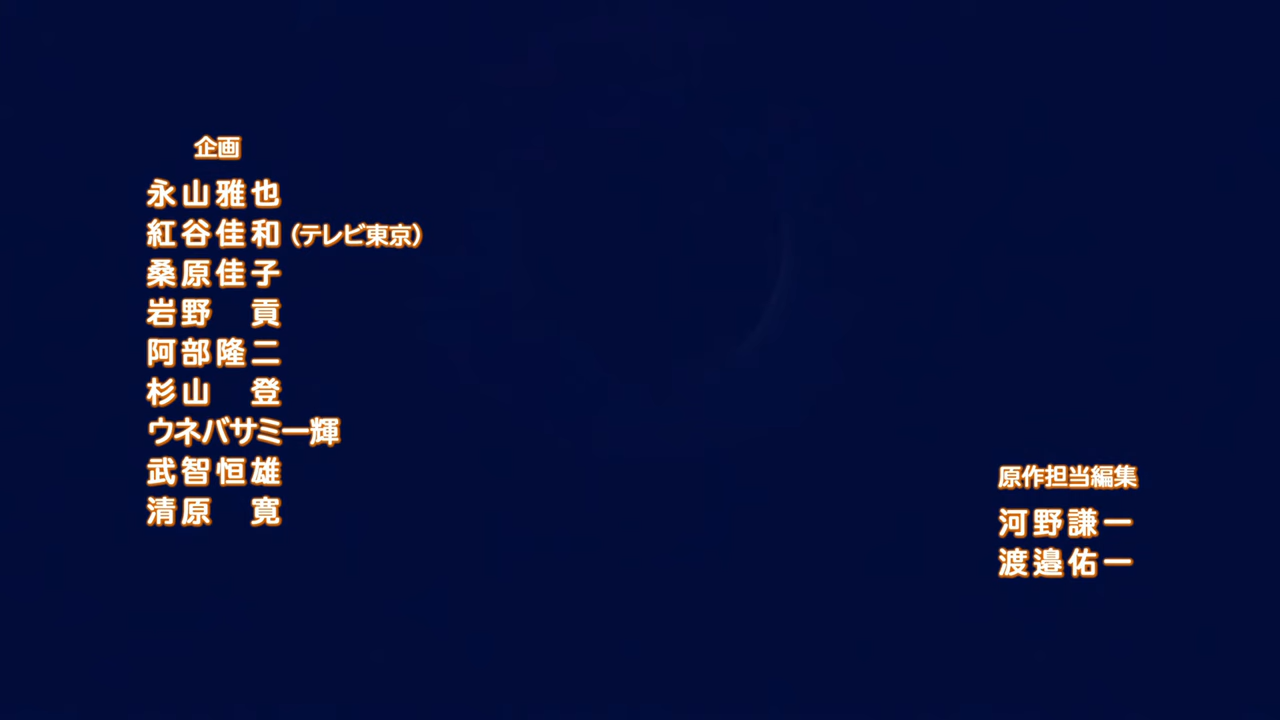 企画
永山雅也
紅谷佳和（テレビ東京）
桑原佳子
岩野　貢
阿部隆二
杉山　登
ウネバサミ一輝
武智恒雄
清原　寛
原作担当編集
河野謙一
渡邉佑一